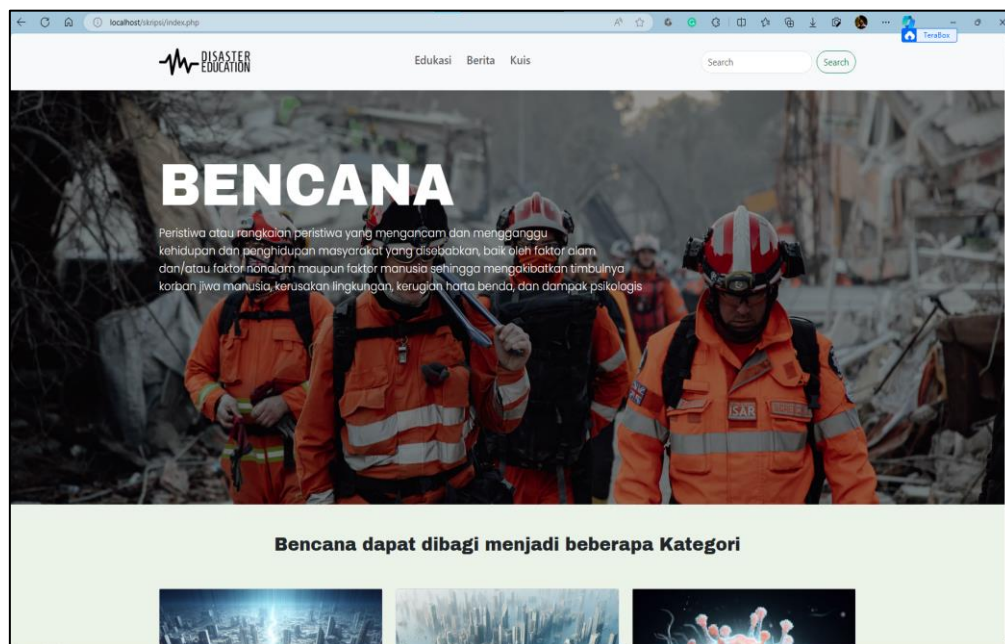 localhost/skripsi/index.php
TeraBox
DISASTER
EDUCATION
Edukasi Berita Kuis
Search Search
BENCANA
Peristiwa atau rangkaian peristiwa yang mengancam dan mengganggu
kehidupan dan penghidupan masyarakat yang disebabkan, baik oleh faktor alam
dan/atau faktor nonalam maupun faktor manusia sehingga mengakibatkan timbulnya
korban jiwa manusia, kerusakan lingkungan, kerugian harta benda, dan dampak psikologis
ISAR
Bencana dapat dibagi menjadi beberapa Kategori